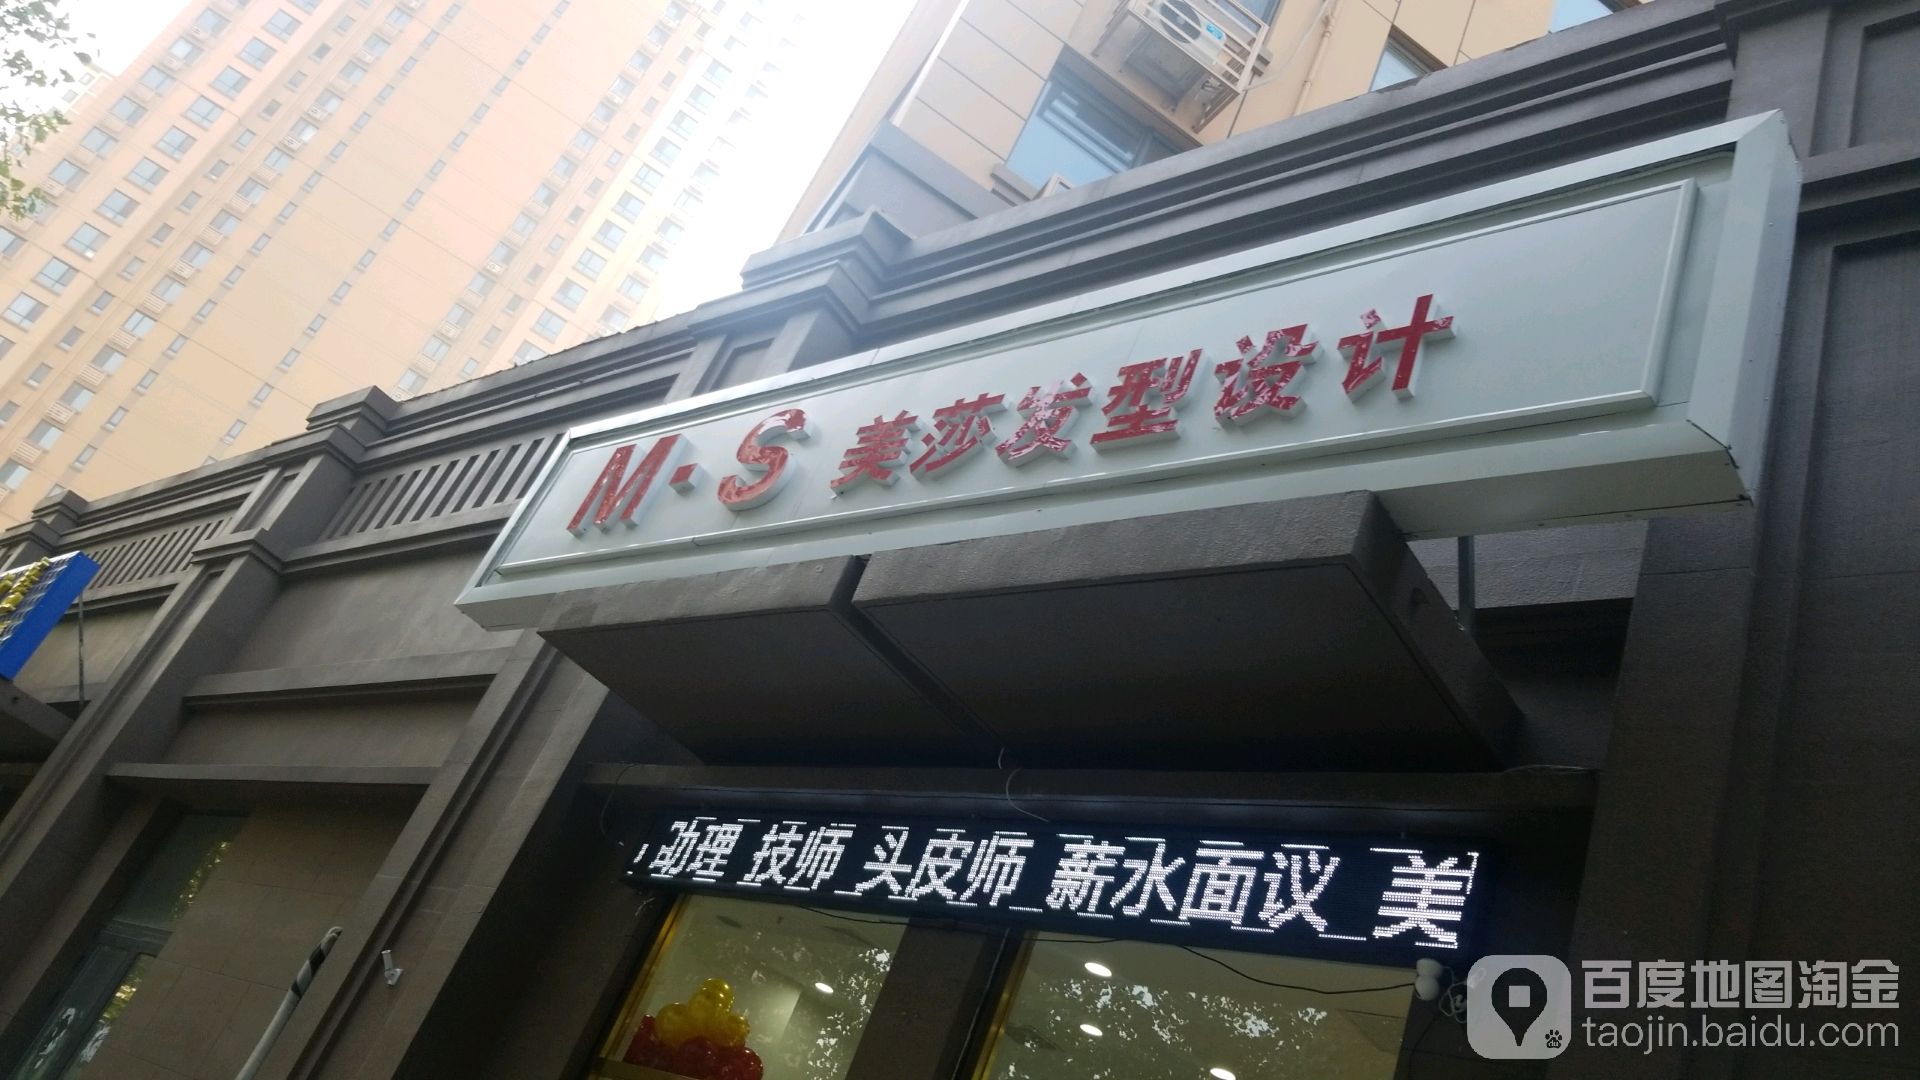 M·S 美莎发型设计
助理 技师 头皮师 薪水面议 美
百度地图淘金
taojin.baidu.com